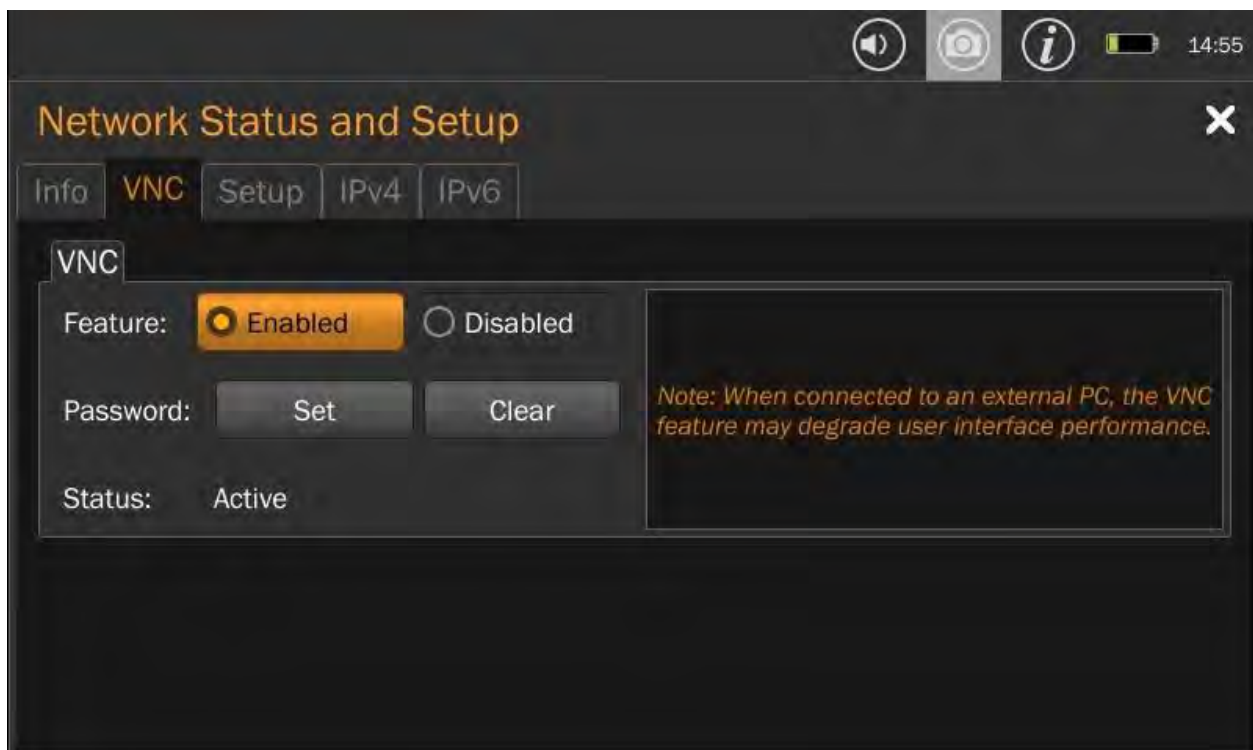 14:55
Network Status and Setup
Info VNC Setup IPv4 IPv6
VNC
Feature: Enabled Disabled
Password: Set Clear
Note: When connected to an external PC, the VNC
feature may degrade user interface performance.
Status: Active